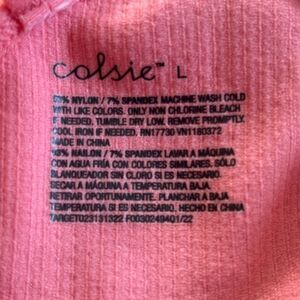 Colsie™ L
93% NYLON / 7% SPANDEX MACHINE WASH COLD
WITH LIKE COLORS. ONLY NON CHLORINE BLEACH
IF NEEDED. TUMBLE DRY LOW. REMOVE PROMPTLY.
COOL IRON IF NEEDED. RN17730 VN1180372
MADE IN CHINA
93% NAILON / 7% SPANDEX LAVAR A MÁQUINA
CON AGUA FRÍA CON COLORES SIMILARES. SÓLO
BLANQUEADOR SIN CLORO SI ES NECESARIO.
SECAR A MÁQUINA A TEMPERATURA BAJA.
RETIRAR OPORTUNAMENTE. PLANCHAR A BAJA
TEMPERATURA SI ES NECESARIO. HECHO EN CHINA
TARGET023131322 F0030249401/22